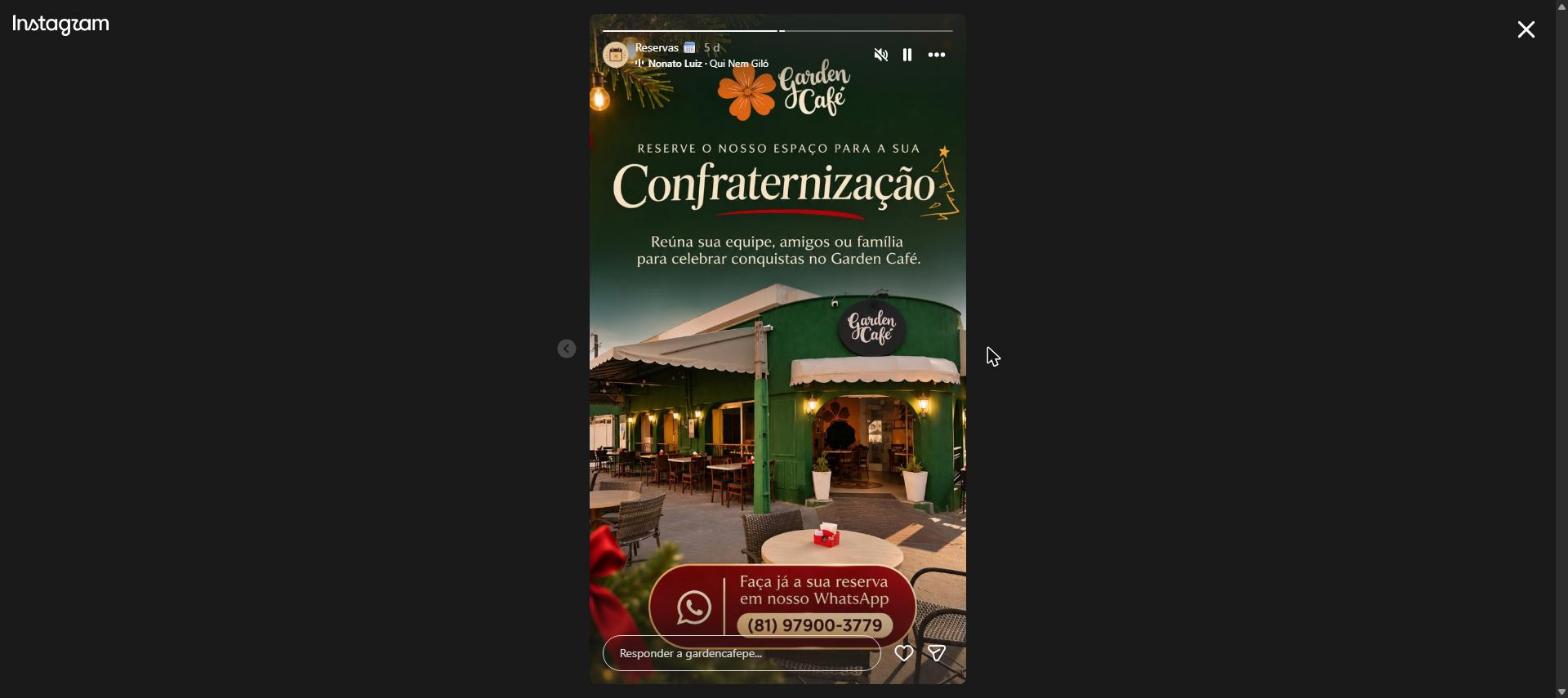 Instagram
Reservas 5 d
Nonato Luiz · Qui Nem Giló
Garden
Café
RESERVE O NOSSO ESPAÇO PARA A SUA
Confraternização
Reúna sua equipe, amigos ou família
para celebrar conquistas no Garden Café.
Garden
Café
Faça já a sua reserva
em nosso WhatsApp
(81) 97900-3779
Responder a gardencafepe...